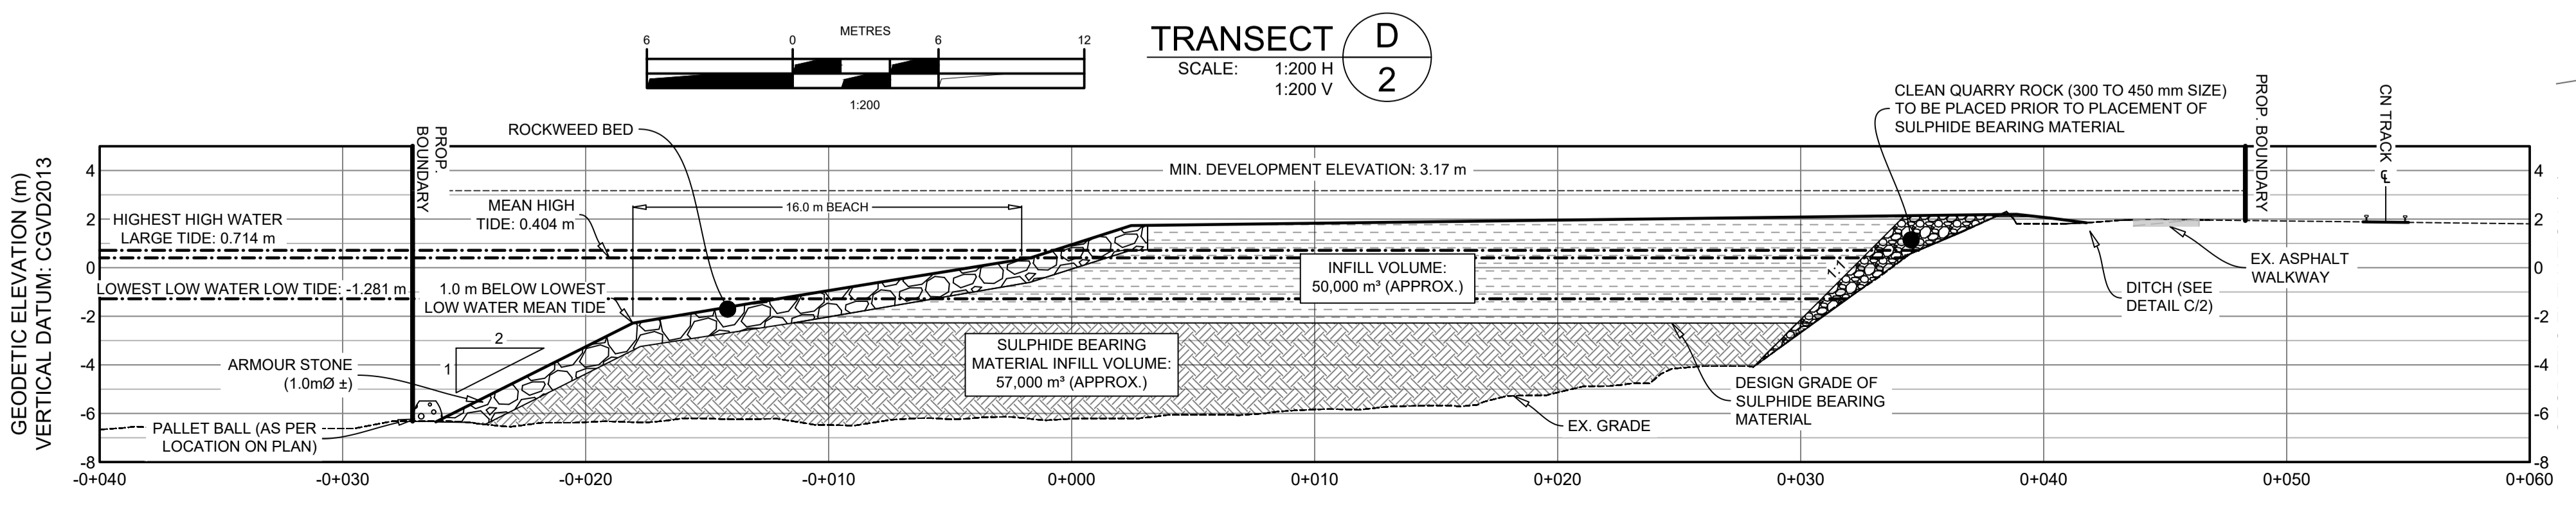 METRES
6 0 6 12
1:200
TRANSECT
SCALE: 1:200 H
1:200 V
D
2
CLEAN QUARRY ROCK (300 TO 450 mm SIZE)
TO BE PLACED PRIOR TO PLACEMENT OF
SULPHIDE BEARING MATERIAL
PROP. BOUNDARY
CN TRACK
℄
ROCKWEED BED
PROP.
BOUNDARY
MIN. DEVELOPMENT ELEVATION: 3.17 m
GEODETIC ELEVATION (m)
VERTICAL DATUM: CGVD2013
4
2
0
-2
-4
-6
-8
HIGHEST HIGH WATER
LARGE TIDE: 0.714 m
MEAN HIGH
TIDE: 0.404 m
16.0 m BEACH
LOWEST LOW WATER LOW TIDE: -1.281 m
1.0 m BELOW LOWEST
LOW WATER MEAN TIDE
INFILL VOLUME:
50,000 m³ (APPROX.)
1:1
EX. ASPHALT
WALKWAY
DITCH (SEE
DETAIL C/2)
2
1
ARMOUR STONE
(1.0mØ ±)
SULPHIDE BEARING
MATERIAL INFILL VOLUME:
57,000 m³ (APPROX.)
DESIGN GRADE OF
SULPHIDE BEARING
MATERIAL
PALLET BALL (AS PER
LOCATION ON PLAN)
EX. GRADE
4
2
0
-2
-4
-6
-8
-0+040 -0+030 -0+020 -0+010 0+000 0+010 0+020 0+030 0+040 0+050 0+060